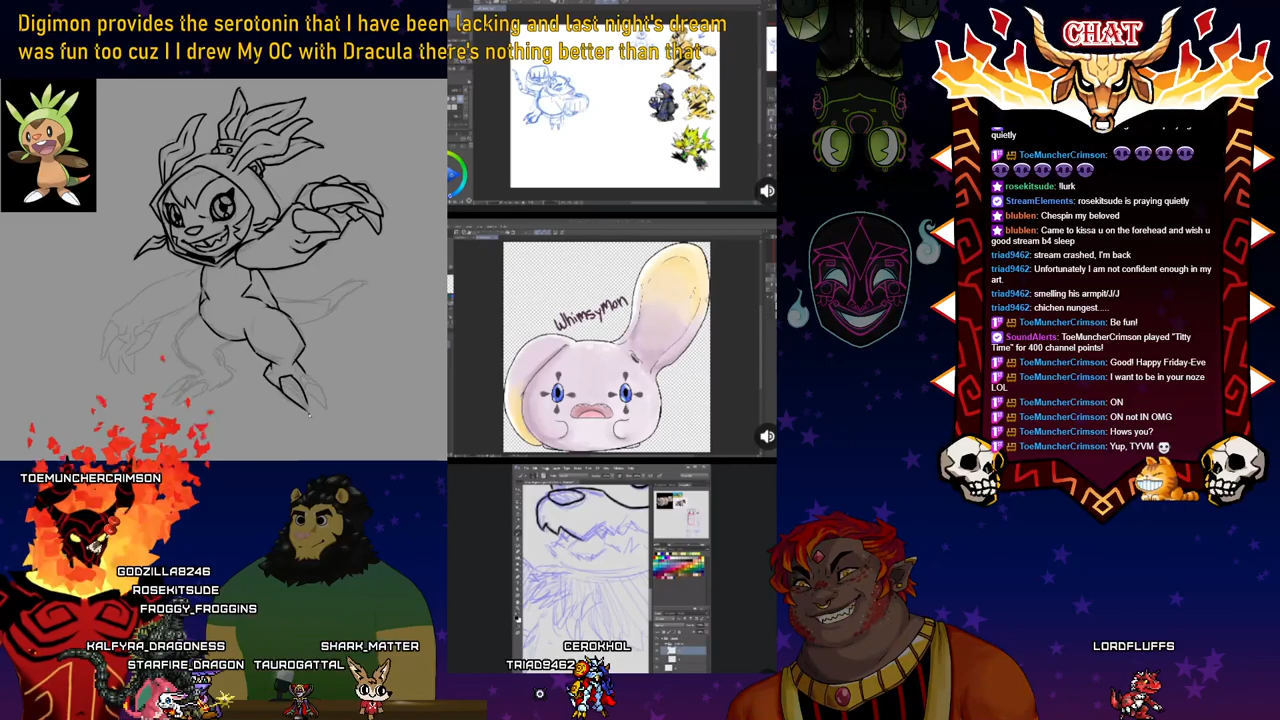 Digimon provides the serotonin that I have been lacking and last night's dream
was fun too cuz I I drew My OC with Dracula there's nothing better than that
CHAT
quietly
ToeMuncherCrimson:
rosekitsude: !lurk
StreamElements: rosekitsude is praying quietly
blublen: Chespin my beloved
blublen: Came to kissa u on the forehead and wish u
good stream b4 sleep
triad9462: stream crashed, I'm back
triad9462: Unfortunately I am not confident enough in my
art.
triad9462: smelling his armpit/J/J
triad9462: chichen nungest.....
ToeMuncherCrimson: Be fun!
SoundAlerts: ToeMuncherCrimson played "Titty
Time" for 400 channel points!
ToeMuncherCrimson: Good! Happy Friday-Eve
ToeMuncherCrimson: I want to be in your noze
LOL
ToeMuncherCrimson: ON
ToeMuncherCrimson: ON not IN OMG
ToeMuncherCrimson: Hows you?
ToeMuncherCrimson: Yup, TYVM
Whimsymon
TOEMUNCHERCRIMSON
GODZILLA8246
ROSEKITSUDE
FROGGY_FROGGINS
KALFYRA_DRAGONESS
SHARK_MATTER
STARFIRE_DRAGON
TAUROGATTAL
CEROKHOL
TRIAD9462
LORDFLUFFS